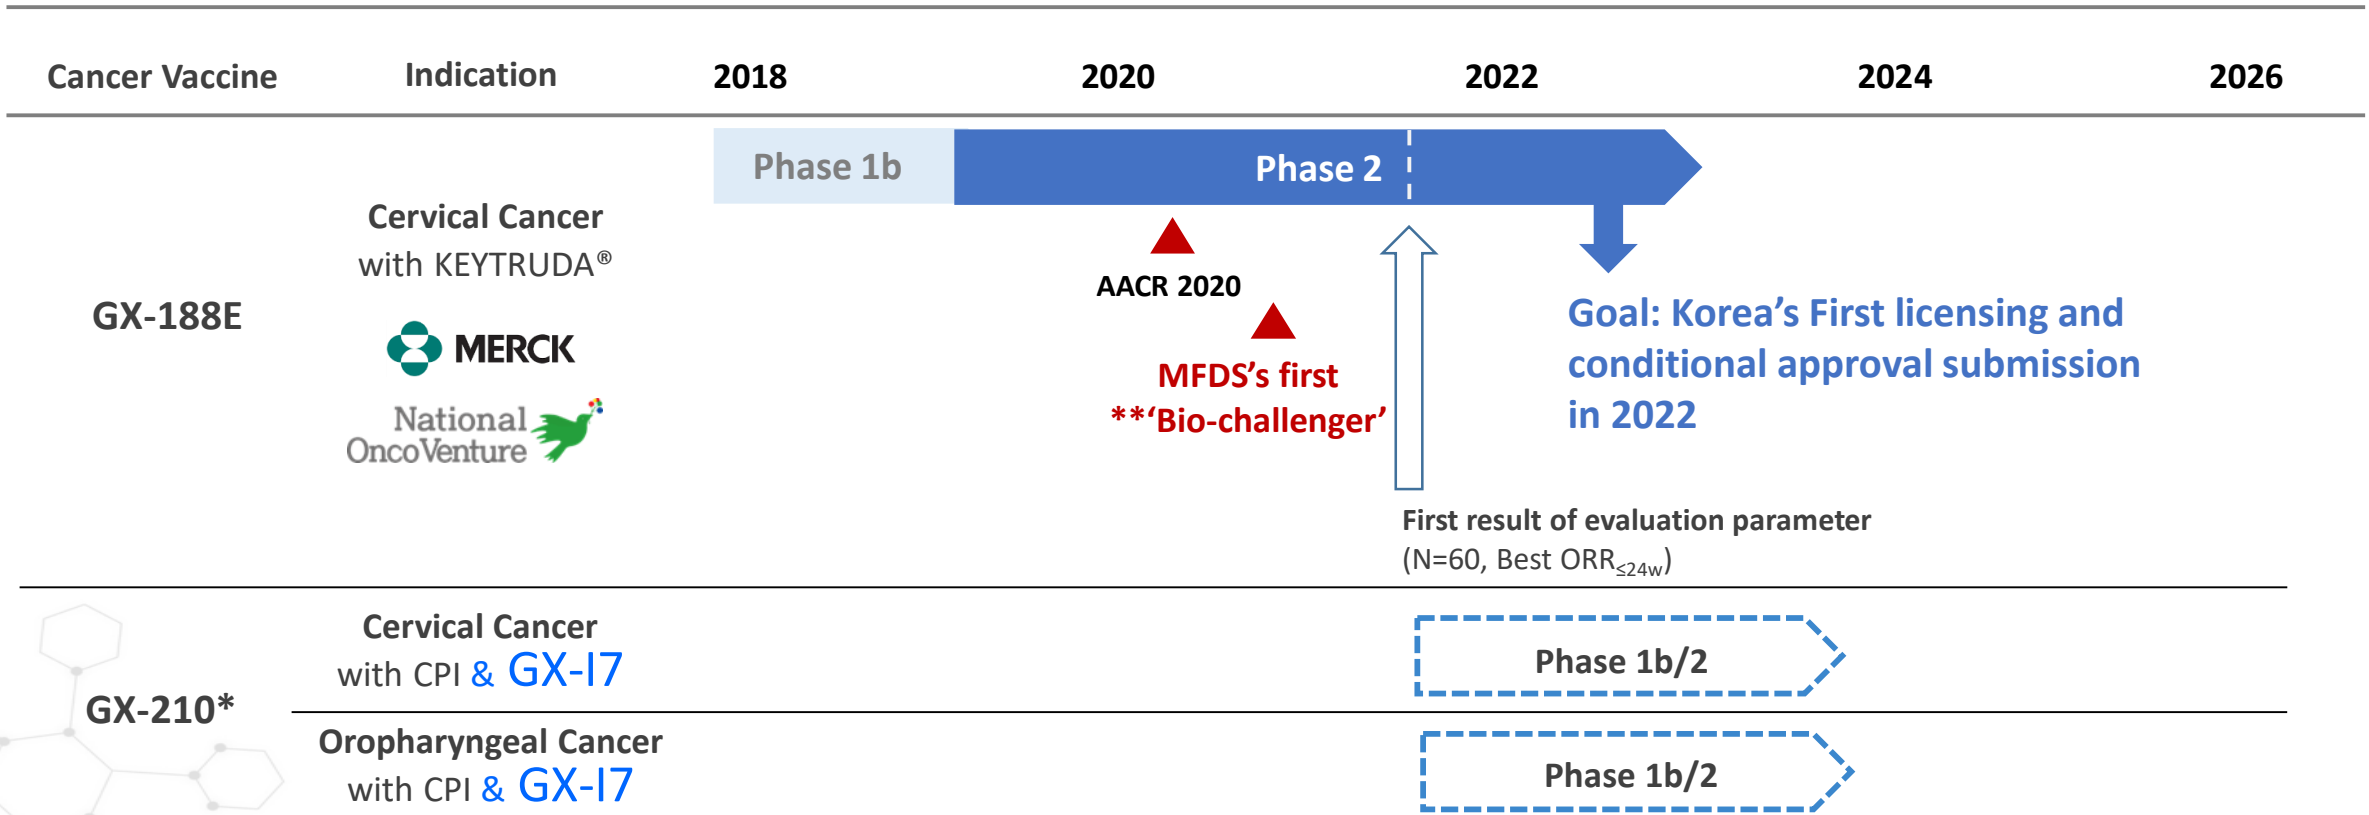 Cancer Vaccine Indication 2018 2020 2022 2024 2026
Phase 1b Phase 2
Cervical Cancer
with KEYTRUDA®
GX-188E
MERCK
National
OncoVenture
AACR 2020
MFDS's first
**‘Bio-challenger’
Goal: Korea’s First licensing and
conditional approval submission
in 2022
First result of evaluation parameter
(N=60, Best ORR≤24w)
GX-210*
Cervical Cancer
with CPI & GX-I7
Phase 1b/2
Oropharyngeal Cancer
with CPI & GX-I7
Phase 1b/2